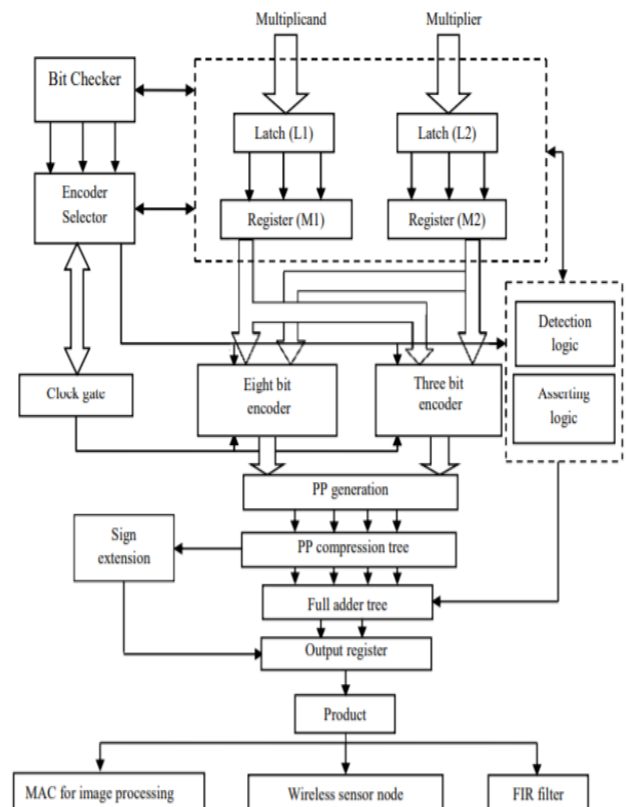 Multiplicand
Multiplier
Bit Checker
Latch (L1)
Latch (L2)
Encoder
Selector
Register (M1)
Register (M2)
Detection
logic
Clock gate
Eight bit
encoder
Three bit
encoder
Asserting
logic
PP generation
Sign
extension
PP compression tree
Full adder tree
Output register
Product
MAC for image processing
Wireless sensor node
FIR filter